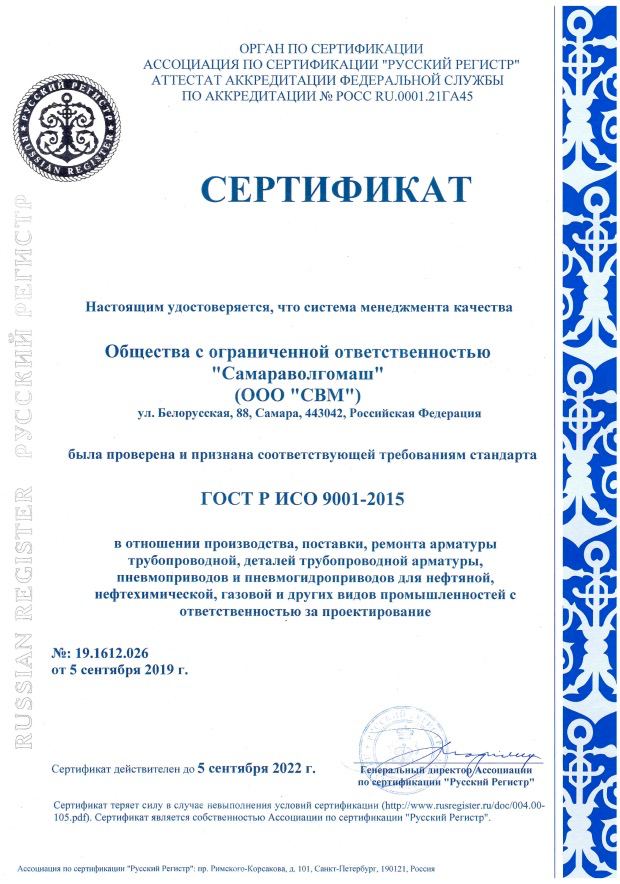 ОРГАН ПО СЕРТИФИКАЦИИ
АССОЦИАЦИЯ ПО СЕРТИФИКАЦИИ "РУССКИЙ РЕГИСТР"
АТТЕСТАТ АККРЕДИТАЦИИ ФЕДЕРАЛЬНОЙ СЛУЖБЫ
ПО АККРЕДИТАЦИИ № РОСС RU.0001.21ГА45
РУССКИЙ РЕГИСТР
RUSSIAN REGISTER
СЕРТИФИКАТ
Настоящим удостоверяется, что система менеджмента качества
Общества с ограниченной ответственностью
"Самараволгомаш"
(ООО "СВМ")
ул. Белорусская, 88, Самара, 443042, Российская Федерация
была проверена и признана соответствующей требованиям стандарта
ГОСТ Р ИСО 9001-2015
в отношении производства, поставки, ремонта арматуры
трубопроводной, деталей трубопроводной арматуры,
пневмоприводов и пневмогидроприводов для нефтяной,
нефтехимической, газовой и других видов промышленностей с
ответственностью за проектирование
№: 19.1612.026
от 5 сентября 2019 г.
RUSSIAN REGISTER РУССКИЙ РЕГИСТР
Сертификат действителен до 5 сентября 2022 г.
Генеральный директор Ассоциации
по сертификации "Русский Регистр"
Сертификат теряет силу в случае невыполнения условий сертификации (http://www.rusregister.ru/doc/004.00-
105.pdf). Сертификат является собственностью Ассоциации по сертификации "Русский Регистр".
Ассоциация по сертификации "Русский Регистр": пр. Римского-Корсакова, д. 101, Санкт-Петербург, 190121, Россия